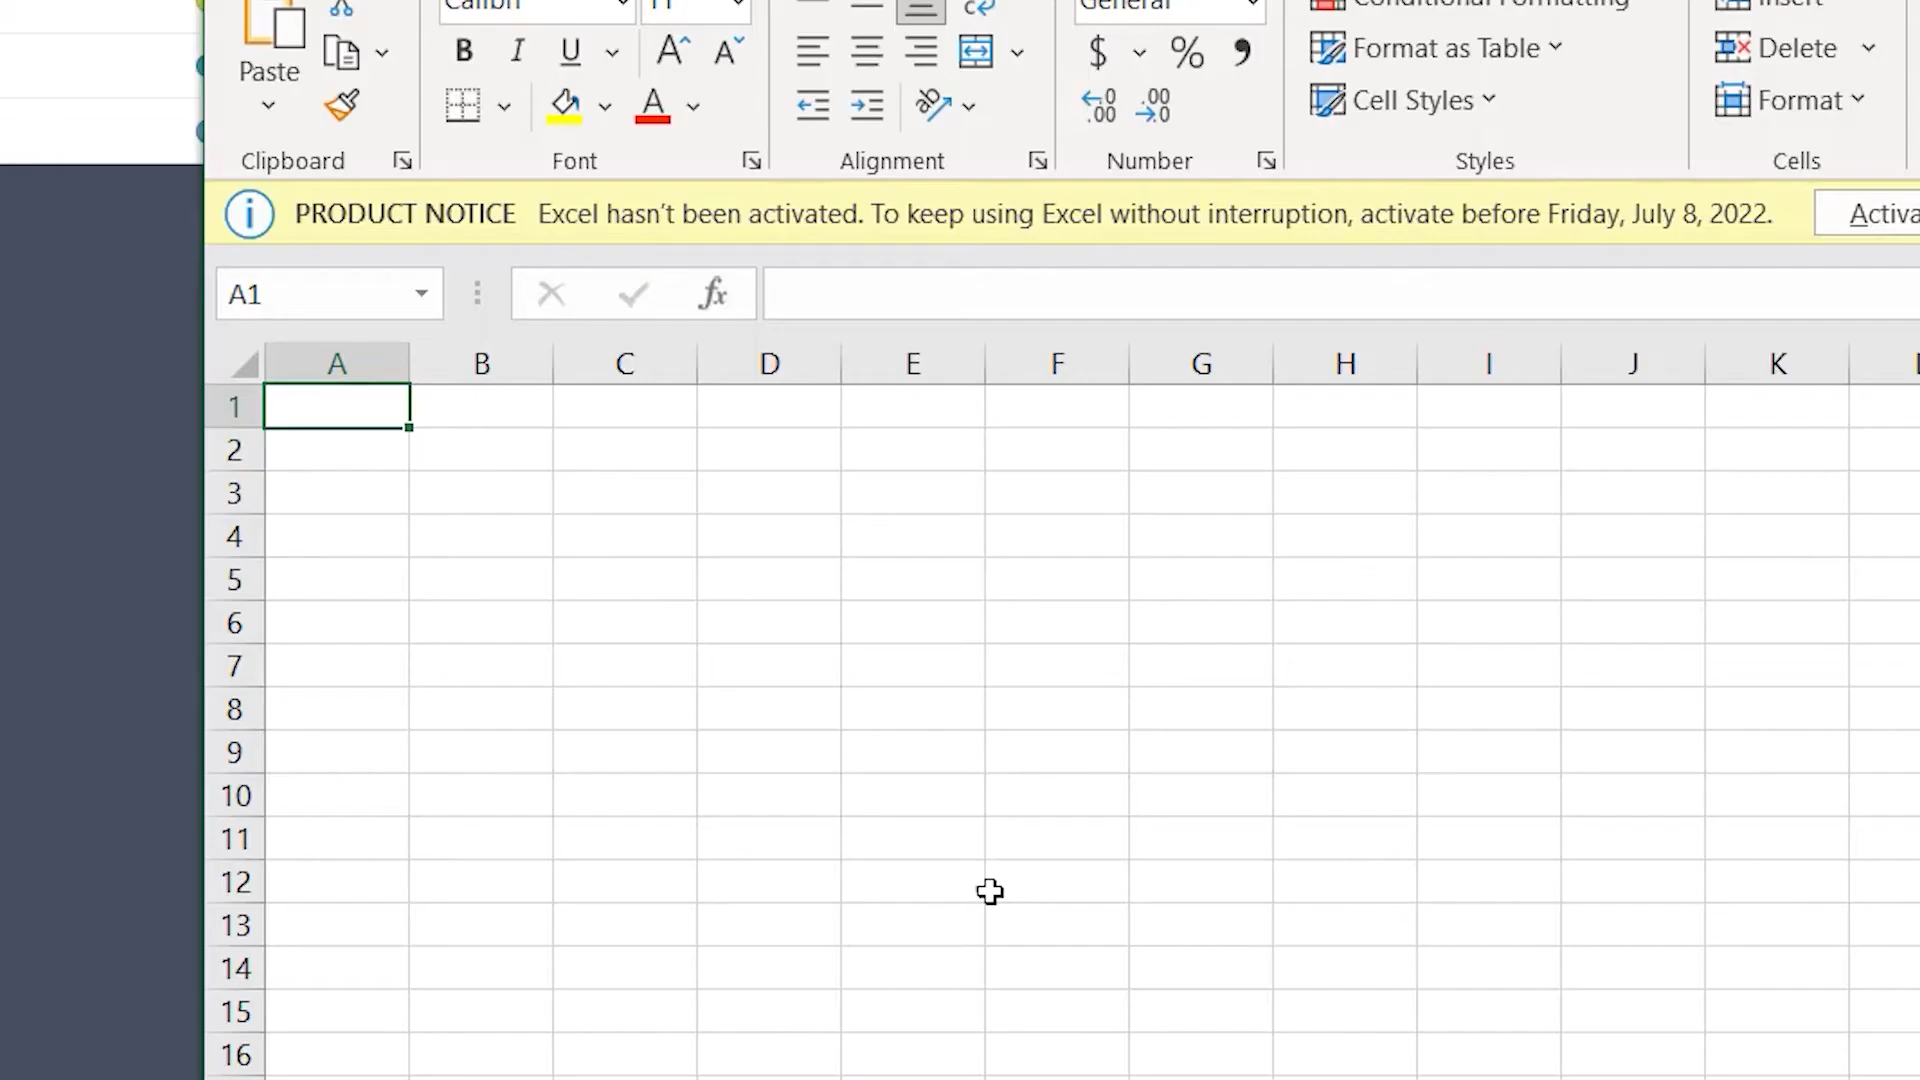 Calibri 11 General Conditional Formatting Insert
B I U A A $ % Format as Table Delete
Paste
A ab .00 .00 Cell Styles Format
Clipboard Font Alignment Number Styles Cells
PRODUCT NOTICE Excel hasn't been activated. To keep using Excel without interruption, activate before Friday, July 8, 2022. Activa
A1 fx
A B C D E F G H I J K
1
2
3
4
5
6
7
8
9
10
11
12
13
14
15
16